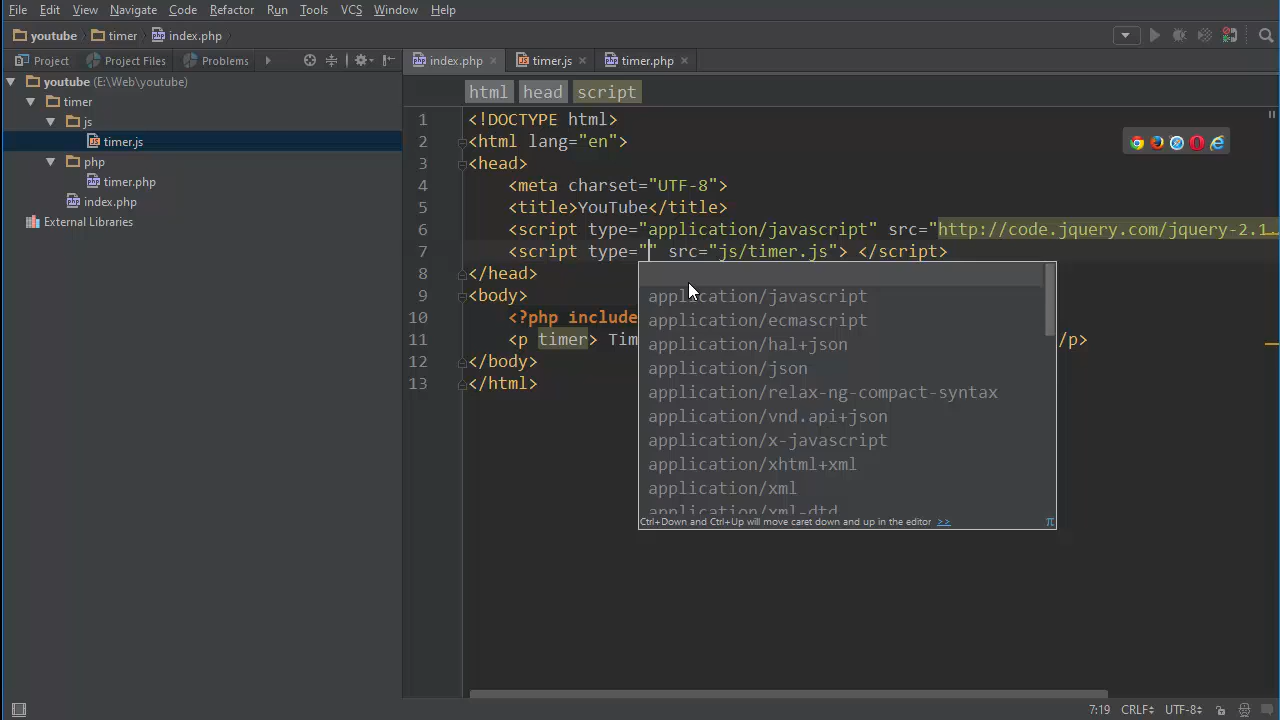 File Edit View Navigate Code Refactor Run Tools VCS Window Help
youtube timer index.php
Project Project Files Problems
index.php timer.js timer.php
youtube (E:\Web\youtube)
timer
js
timer.js
php
timer.php
index.php
External Libraries
html head script
1 <!DOCTYPE html>
2 <html lang="en">
3 <head>
4 <meta charset="UTF-8">
5 <title>YouTube</title>
6 <script type="application/javascript" src="http://code.jquery.com/jquery-2.1.
7 <script type="" src="js/timer.js"> </script>
8 </head>
9 <body>
10 <?php include
11 <p timer> Tim /p>
12 </body>
13 </html>
application/javascript
application/ecmascript
application/hal+json
application/json
application/relax-ng-compact-syntax
application/vnd.api+json
application/x-javascript
application/xhtml+xml
application/xml
application/xml-dtd
Ctrl+Down and Ctrl+Up will move caret down and up in the editor >> π
7:19 CRLF UTF-8